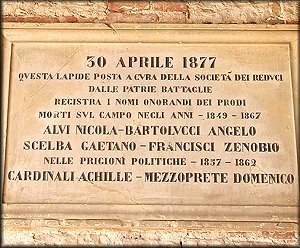 30 APRILE 1877
QVESTA LAPIDE POSTA A CVRA DELLA SOCIETÀ DEI REDVCI
DALLE PATRIE BATTAGLIE
REGISTRA I NOMI ONORANDI DEI PRODI
MORTI SVL CAMPO NEGLI ANNI - 1849 - 1867
ALVI NICOLA - BARTOLVCCI ANGELO
SCELBA GAETANO - FRANCISCI ZENOBIO
NELLE PRIGIONI POLITICHE - 1857 - 1862
CARDINALI ACHILLE - MEZZOPRETE DOMENICO